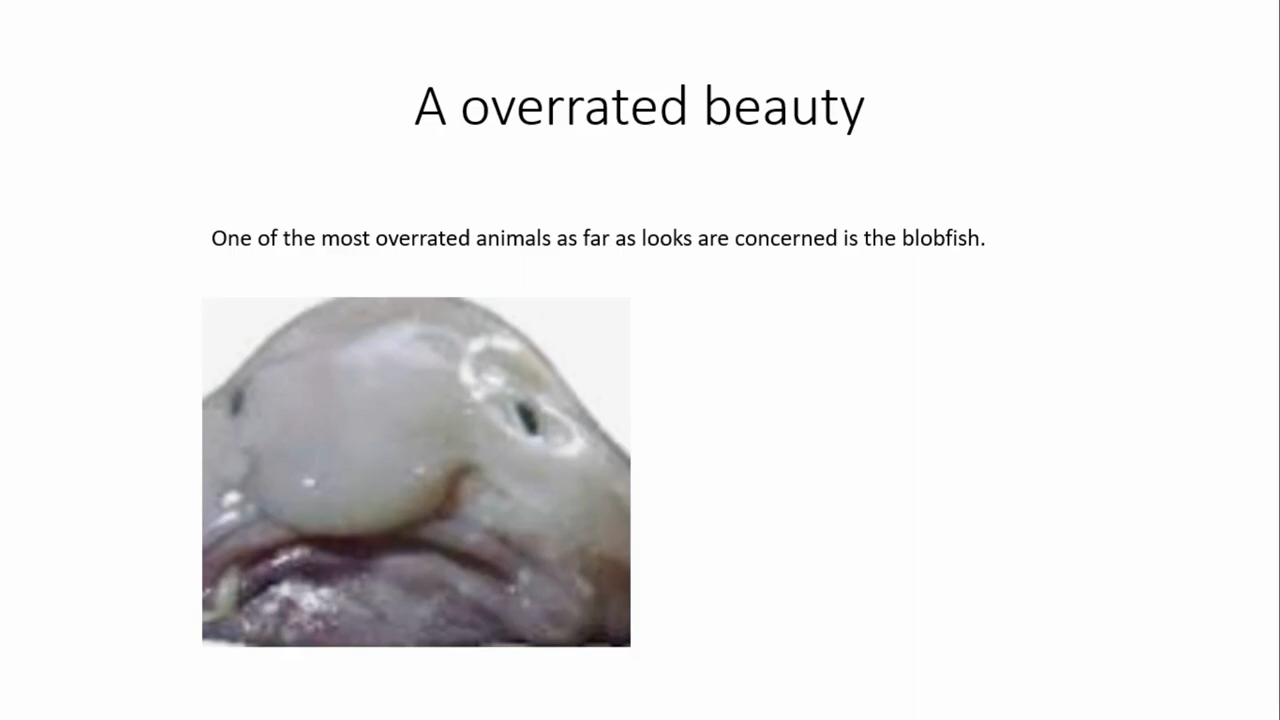 A overrated beauty
One of the most overrated animals as far as looks are concerned is the blobfish.